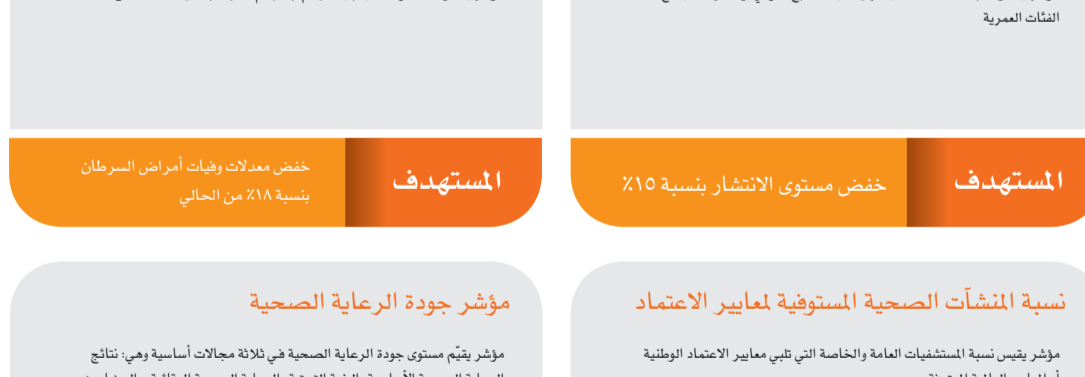 الفئات العمرية
المستهدف
خفض مستوى الانتشار بنسبة ١٥٪
المستهدف
خفض معدلات وفيات أمراض السرطان
بنسبة ١٨٪ من الحالي
نسبة المنشآت الصحية المستوفية لمعايير الاعتماد
مؤشر يقيس نسبة المستشفيات العامة والخاصة التي تلبي معايير الاعتماد الوطنية
مؤشر جودة الرعاية الصحية
مؤشر يقيّم مستوى جودة الرعاية الصحية في ثلاثة مجالات أساسية وهي: نتائج